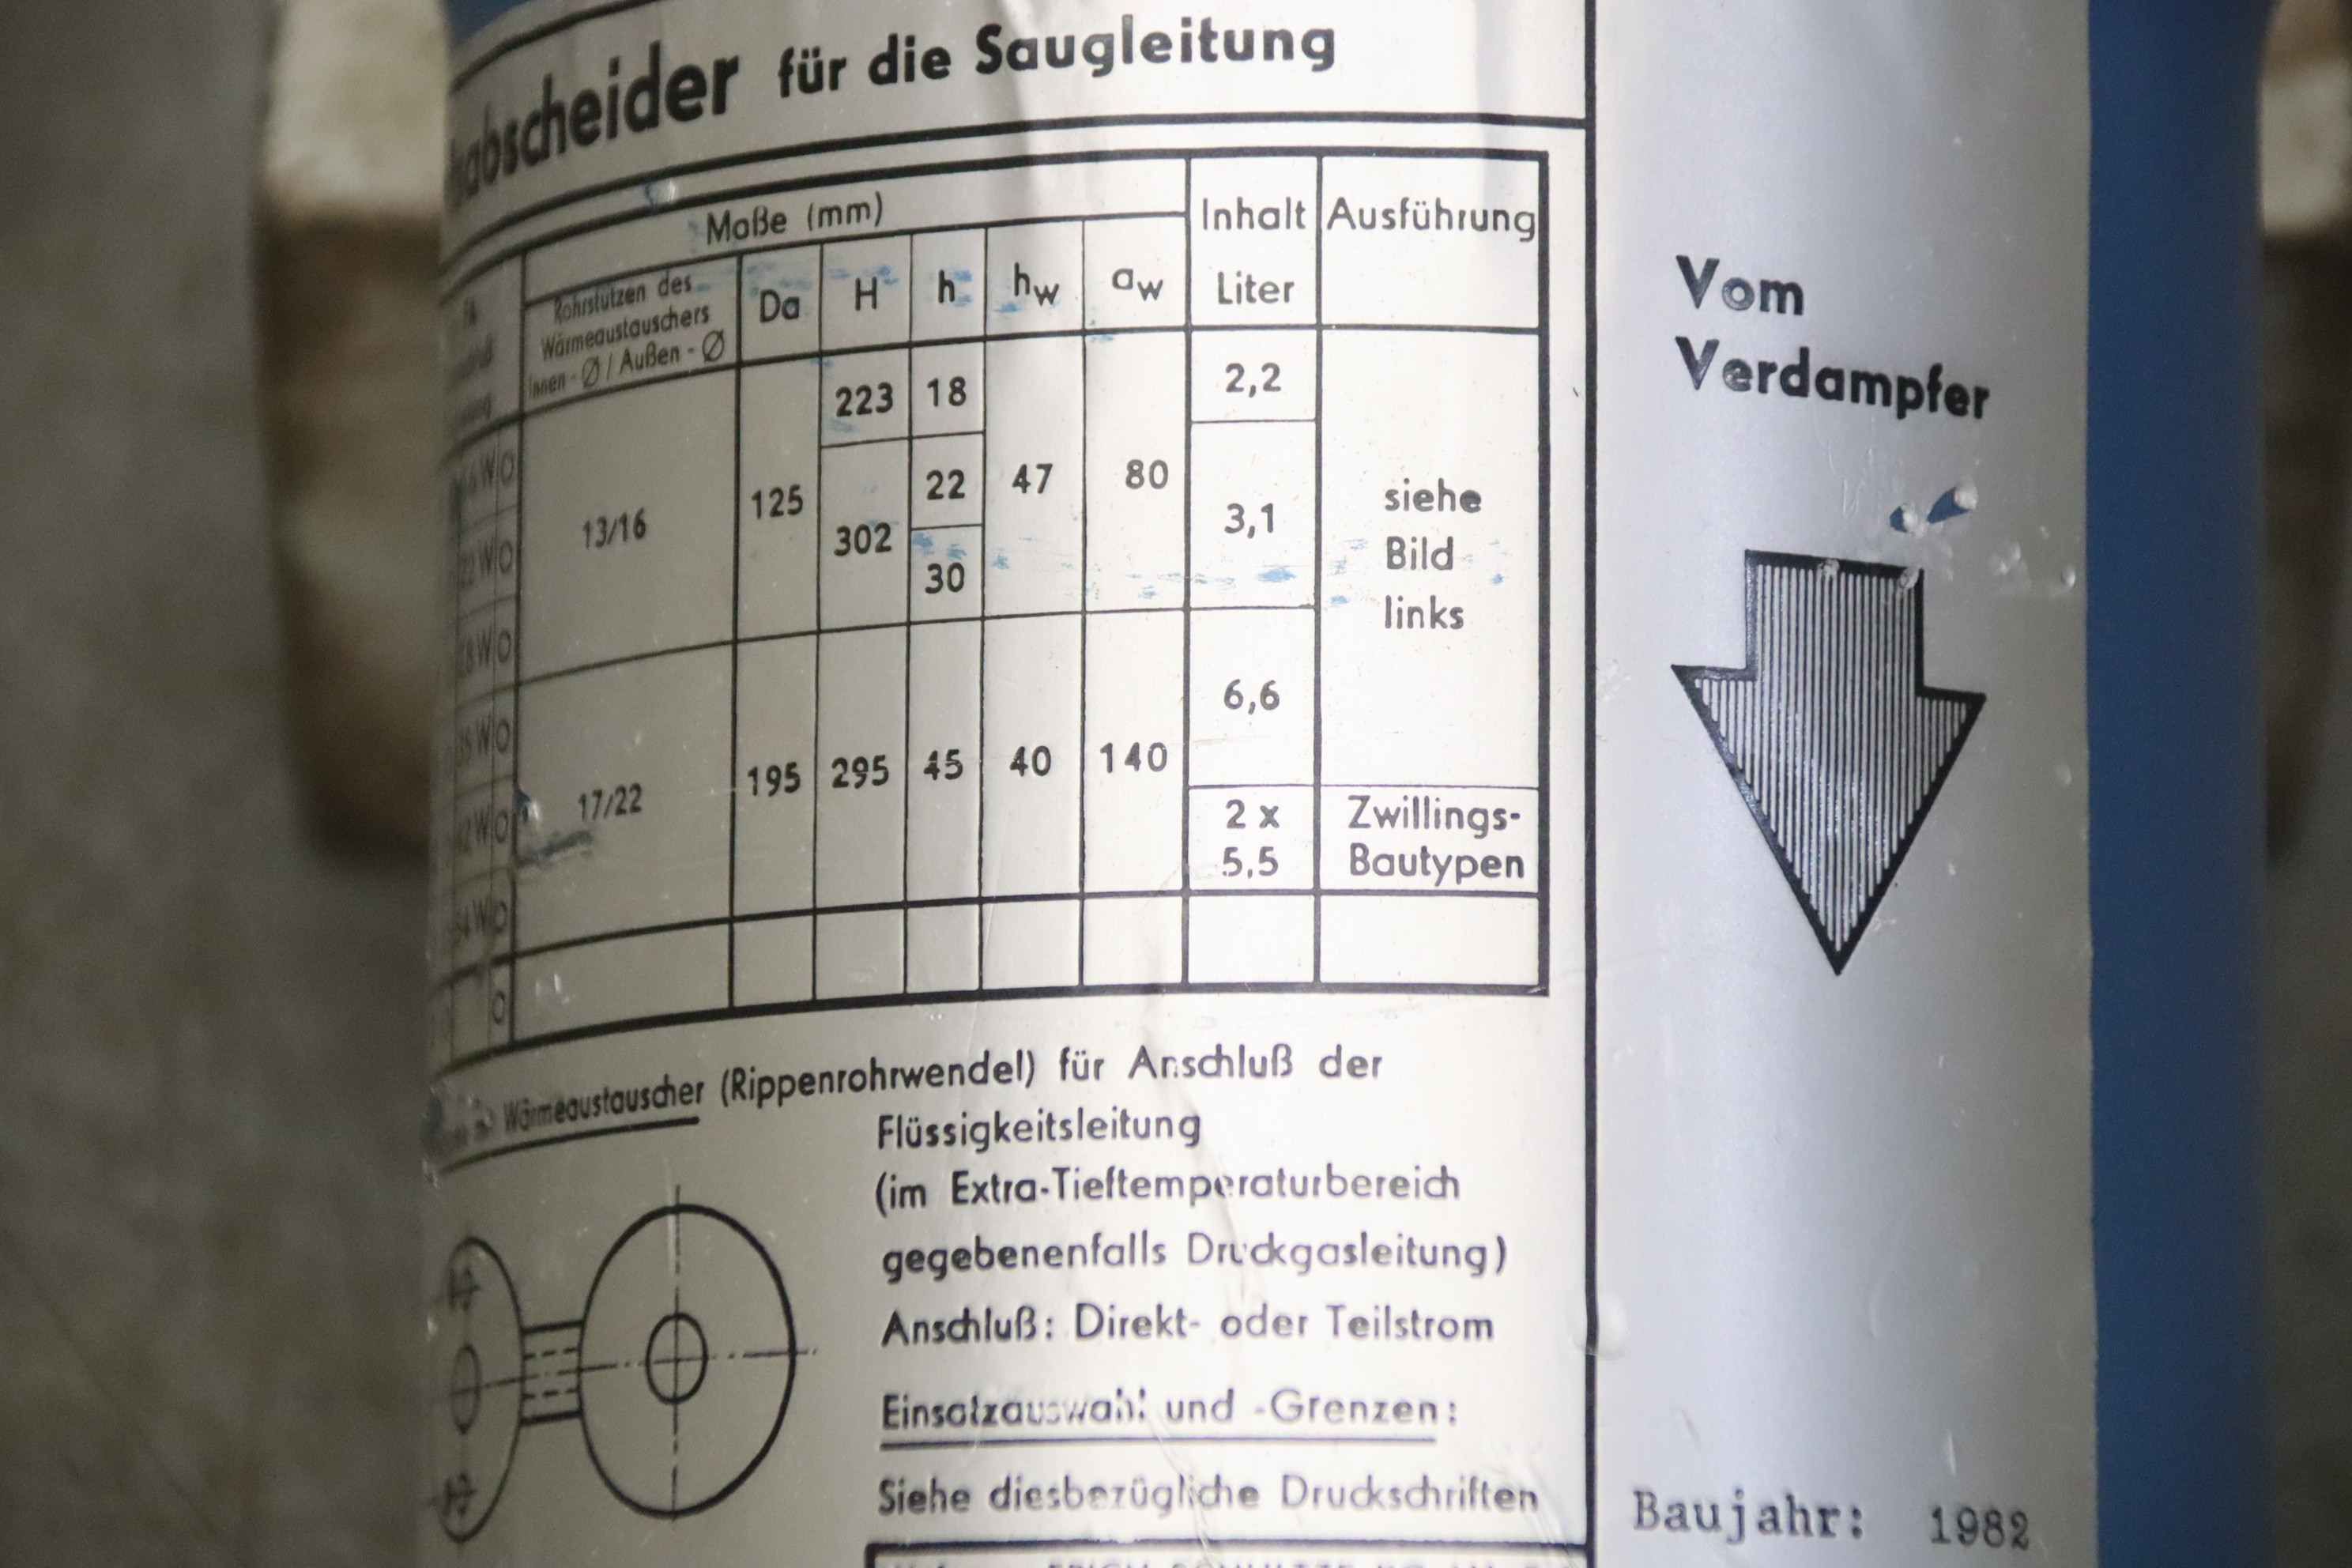 abscheider für die Saugleitung
Maße (mm)
Inhalt Liter
Ausführung
Rohrstutzen des
Wärmeaustauschers
Innen - Ø / Außen - Ø
Da H h hw aw
13/16 125 223 18 47 80 2,2 siehe
302 22 3,1 Bild
30 links
17/22 195 295 45 40 140 6,6
2 x Zwillings-
5,5 Bautypen
Wärmeaustauscher (Rippenrohrwendel) für Anschluß der
Flüssigkeitsleitung
(im Extra-Tieftemperaturbereich
gegebenenfalls Druckgasleitung)
Anschluß: Direkt- oder Teilstrom
Einsatzauswahl und -Grenzen:
Siehe diesbezügliche Druckschriften
Vom
Verdampfer
Baujahr: 1982